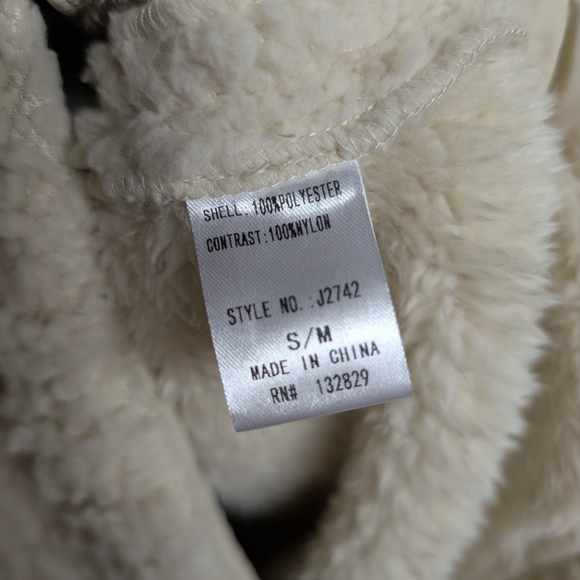 SHELL: 100%POLYESTER
CONTRAST:100%NYLON
STYLE NO. :J2742
S/M
MADE IN CHINA
RN# 132829